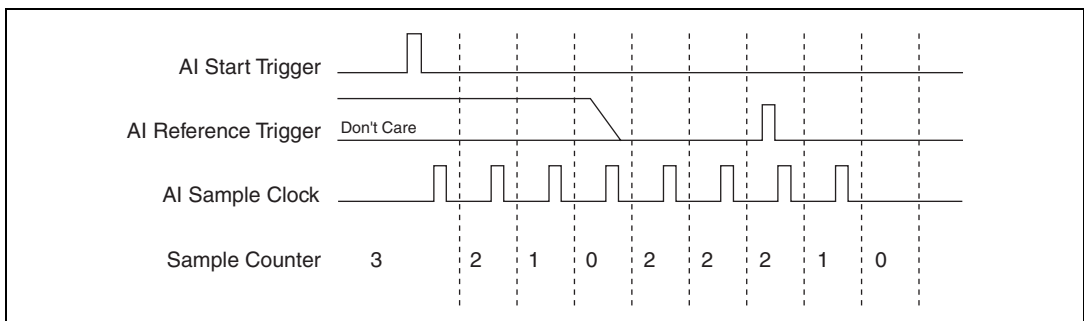 AI Start Trigger
AI Reference Trigger
Don't Care
AI Sample Clock
Sample Counter 3 2 1 0 2 2 2 1 0